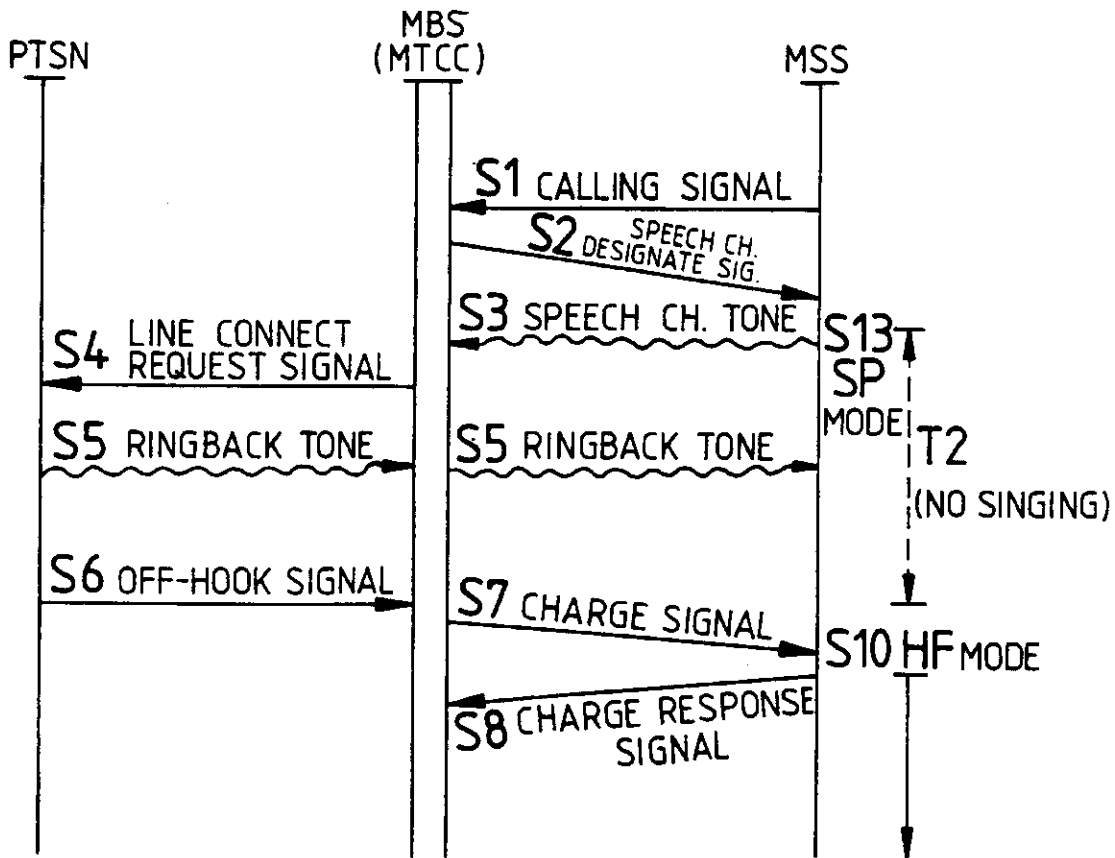 PTSN
MBS
(MTCC)
MSS
S1 CALLING SIGNAL
S2 SPEECH CH.
DESIGNATE SIG.
S3 SPEECH CH. TONE
S13
SP
MODE
S4 LINE CONNECT
REQUEST SIGNAL
S5 RINGBACK TONE
S5 RINGBACK TONE
T2
(NO SINGING)
S6 OFF-HOOK SIGNAL
S7 CHARGE SIGNAL
S10 HF MODE
S8 CHARGE RESPONSE
SIGNAL